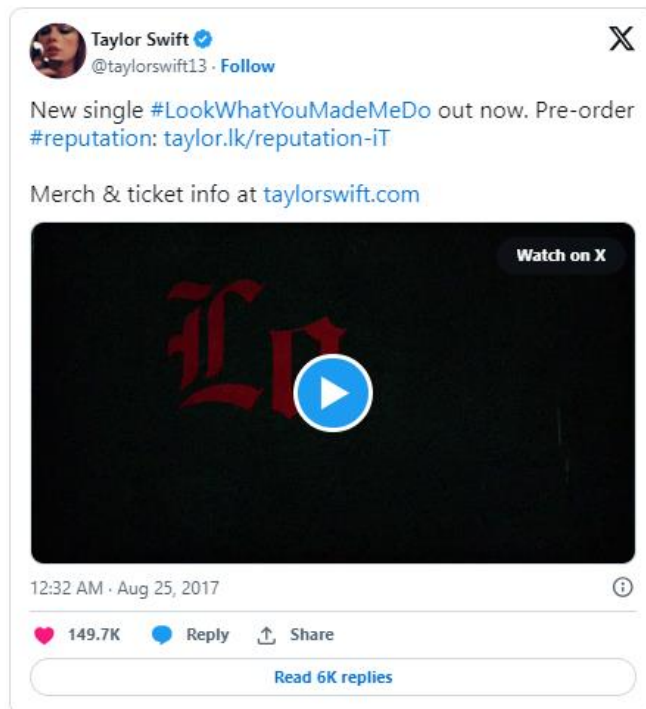 Taylor Swift
@taylorswift13 · Follow
New single #LookWhatYouMadeMeDo out now. Pre-order
#reputation: taylor.lk/reputation-iT
Merch & ticket info at taylorswift.com
Watch on X
Lo
12:32 AM · Aug 25, 2017
149.7K Reply Share
Read 6K replies